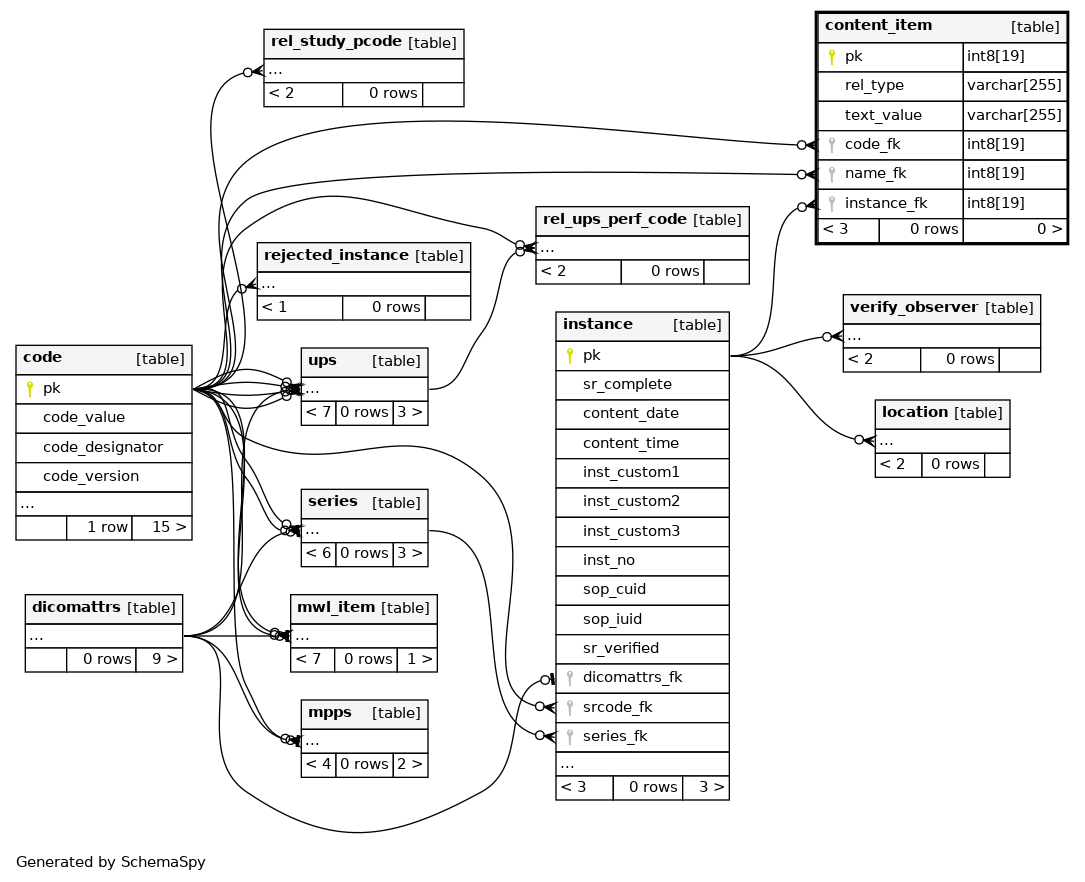 rel_study_pcode [table]
...
< 2 0 rows
content_item [table]
pk int8[19]
rel_type varchar[255]
text_value varchar[255]
code_fk int8[19]
name_fk int8[19]
instance_fk int8[19]
< 3 0 rows 0 >
rel_ups_perf_code [table]
...
< 2 0 rows
rejected_instance [table]
...
< 1 0 rows
verify_observer [table]
...
< 2 0 rows
location [table]
...
< 2 0 rows
code [table]
pk
code_value
code_designator
code_version
...
1 row 15 >
ups [table]
...
< 7 0 rows 3 >
series [table]
...
< 6 0 rows 3 >
dicomattrs [table]
...
0 rows 9 >
mwl_item [table]
...
< 7 0 rows 1 >
mpps [table]
...
< 4 0 rows 2 >
instance [table]
pk
sr_complete
content_date
content_time
inst_custom1
inst_custom2
inst_custom3
inst_no
sop_cuid
sop_iuid
sr_verified
dicomattrs_fk
srcode_fk
series_fk
...
< 3 0 rows 3 >
Generated by SchemaSpy